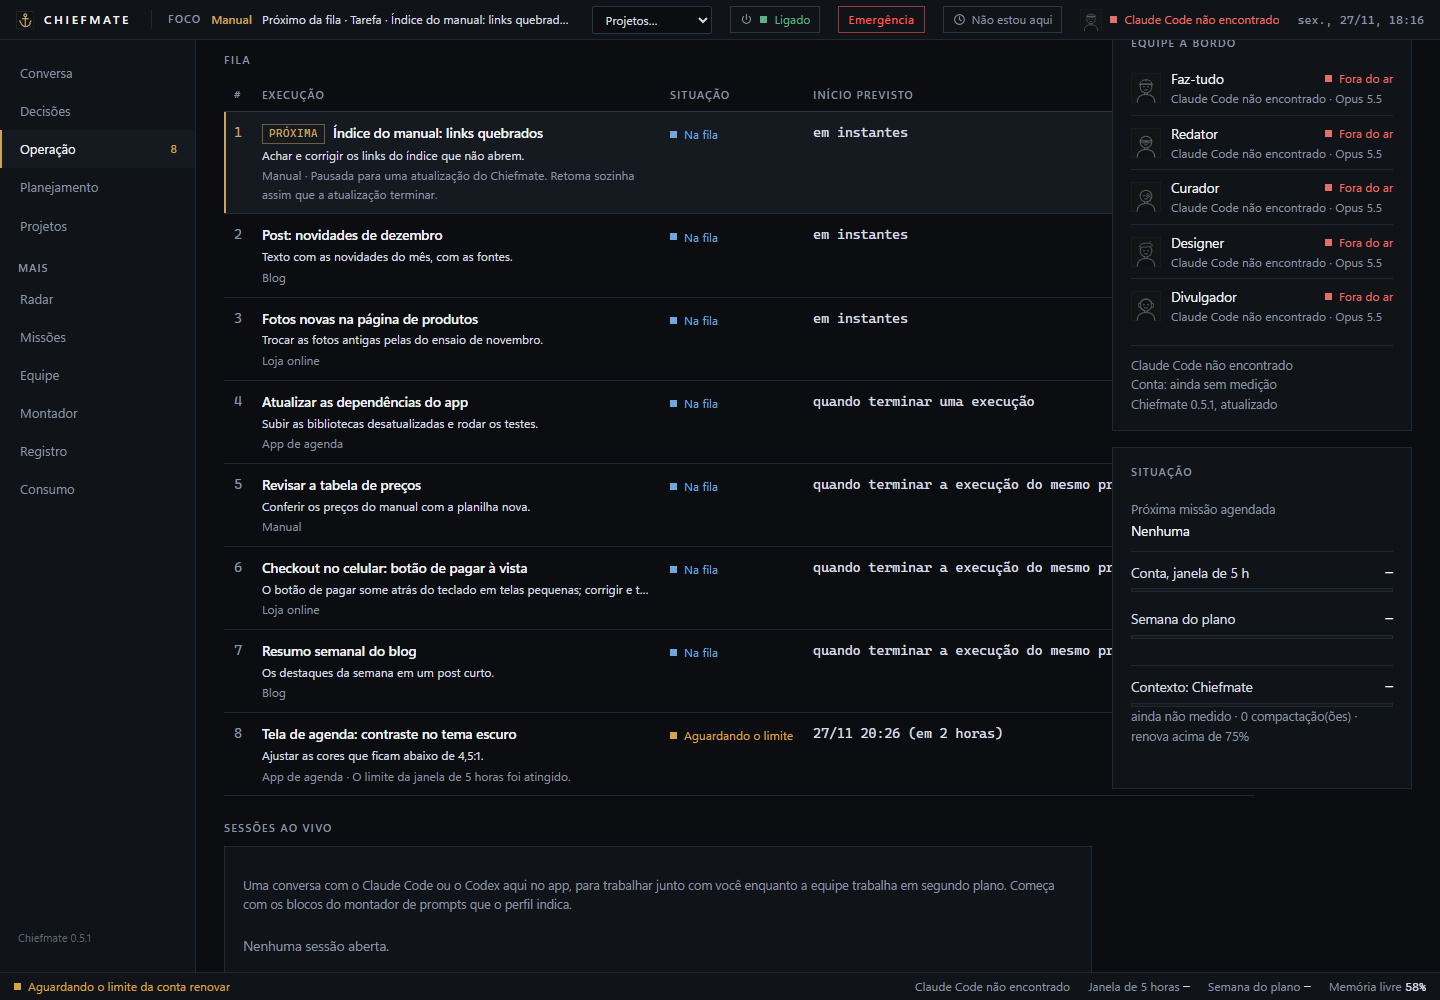 CHIEFMATE
FOCO Manual Próximo da fila · Tarefa · Índice do manual: links quebrad...
Projetos...
Ligado
Emergência
Não estou aqui
Claude Code não encontrado
sex., 27/11, 18:16
Conversa
Decisões
Operação 8
Planejamento
Projetos
MAIS
Radar
Missões
Equipe
Montador
Registro
Consumo
Chiefmate 0.5.1
FILA
# EXECUÇÃO SITUAÇÃO INÍCIO PREVISTO
1 PRÓXIMA Índice do manual: links quebrados Na fila em instantes
Achar e corrigir os links do índice que não abrem.
Manual · Pausada para uma atualização do Chiefmate. Retoma sozinha
assim que a atualização terminar.
2 Post: novidades de dezembro Na fila em instantes
Texto com as novidades do mês, com as fontes.
Blog
3 Fotos novas na página de produtos Na fila em instantes
Trocar as fotos antigas pelas do ensaio de novembro.
Loja online
4 Atualizar as dependências do app Na fila quando terminar uma execução
Subir as bibliotecas desatualizadas e rodar os testes.
App de agenda
5 Revisar a tabela de preços Na fila quando terminar a execução do mesmo pr
Conferir os preços do manual com a planilha nova.
Manual
6 Checkout no celular: botão de pagar à vista Na fila quando terminar a execução do mesmo pr
O botão de pagar some atrás do teclado em telas pequenas; corrigir e t...
Loja online
7 Resumo semanal do blog Na fila quando terminar a execução do mesmo pr
Os destaques da semana em um post curto.
Blog
8 Tela de agenda: contraste no tema escuro Aguardando o limite 27/11 20:26 (em 2 horas)
Ajustar as cores que ficam abaixo de 4,5:1.
App de agenda · O limite da janela de 5 horas foi atingido.
SESSÕES AO VIVO
Uma conversa com o Claude Code ou o Codex aqui no app, para trabalhar junto com você enquanto a equipe trabalha em segundo plano. Começa
com os blocos do montador de prompts que o perfil indica.
Nenhuma sessão aberta.
EQUIPE A BORDO
Faz-tudo Fora do ar
Claude Code não encontrado · Opus 5.5
Redator Fora do ar
Claude Code não encontrado · Opus 5.5
Curador Fora do ar
Claude Code não encontrado · Opus 5.5
Designer Fora do ar
Claude Code não encontrado · Opus 5.5
Divulgador Fora do ar
Claude Code não encontrado · Opus 5.5
Claude Code não encontrado
Conta: ainda sem medição
Chiefmate 0.5.1, atualizado
SITUAÇÃO
Próxima missão agendada
Nenhuma
Conta, janela de 5 h –
Semana do plano –
Contexto: Chiefmate –
ainda não medido · 0 compactação(ões) ·
renova acima de 75%
Aguardando o limite da conta renovar
Claude Code não encontrado Janela de 5 horas – Semana do plano – Memória livre 58%